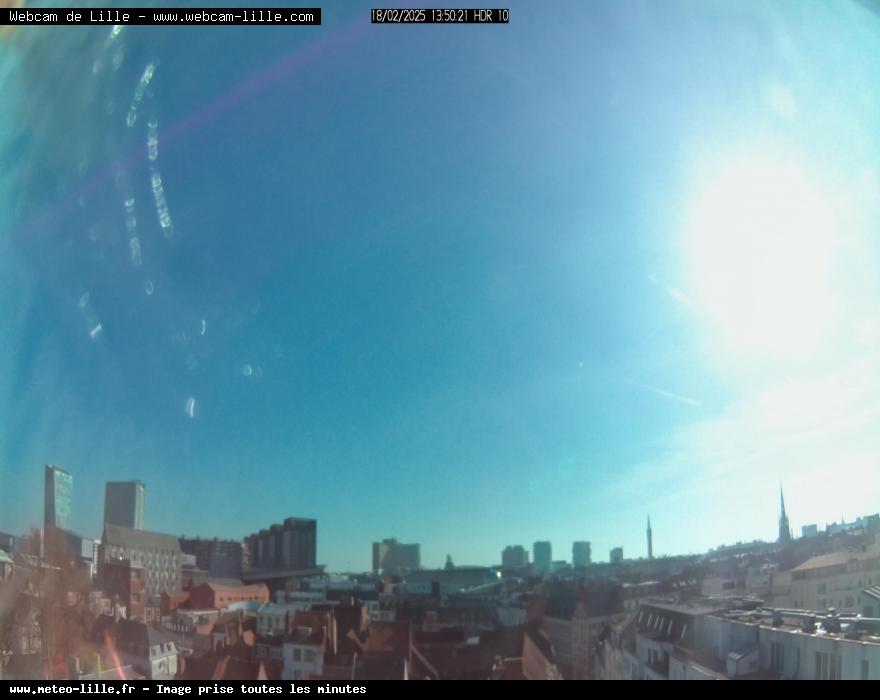 Webcam de Lille - www.webcam-lille.com
18/02/2025 13:50:21 HDR 10
www.meteo-lille.fr - Image prise toutes les minutes